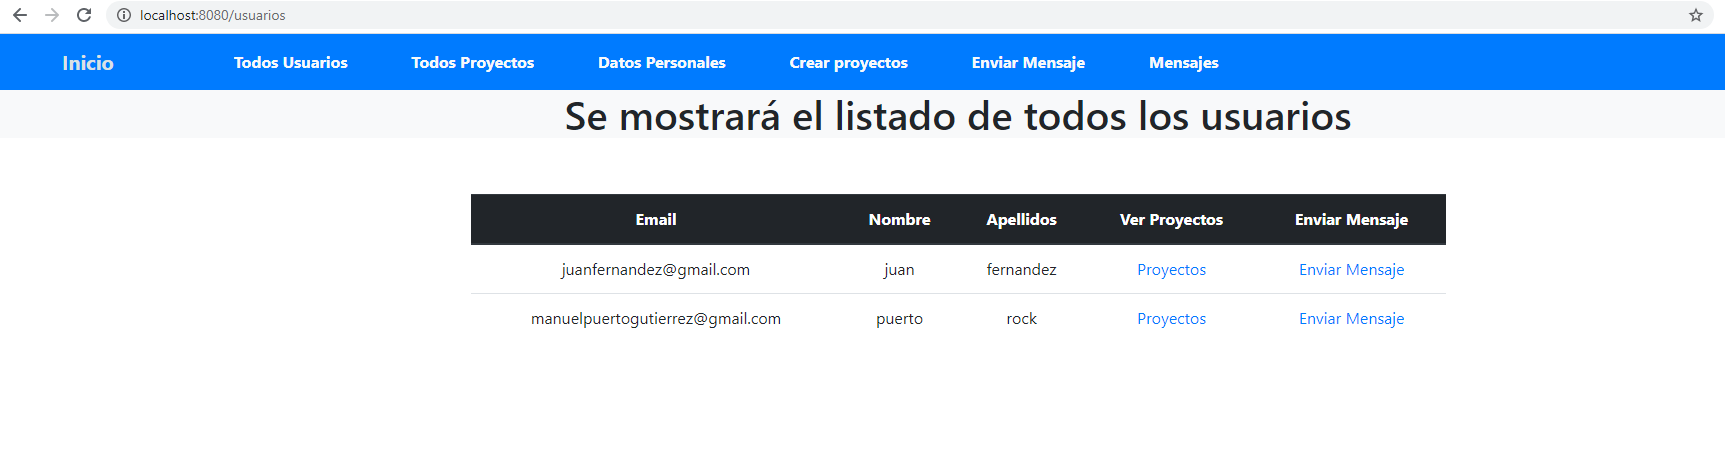 localhost:8080/usuarios
Inicio Todos Usuarios Todos Proyectos Datos Personales Crear proyectos Enviar Mensaje Mensajes
Se mostrará el listado de todos los usuarios
Email Nombre Apellidos Ver Proyectos Enviar Mensaje
juanfernandez@gmail.com juan fernandez Proyectos Enviar Mensaje
manuelpuertogutierrez@gmail.com puerto rock Proyectos Enviar Mensaje